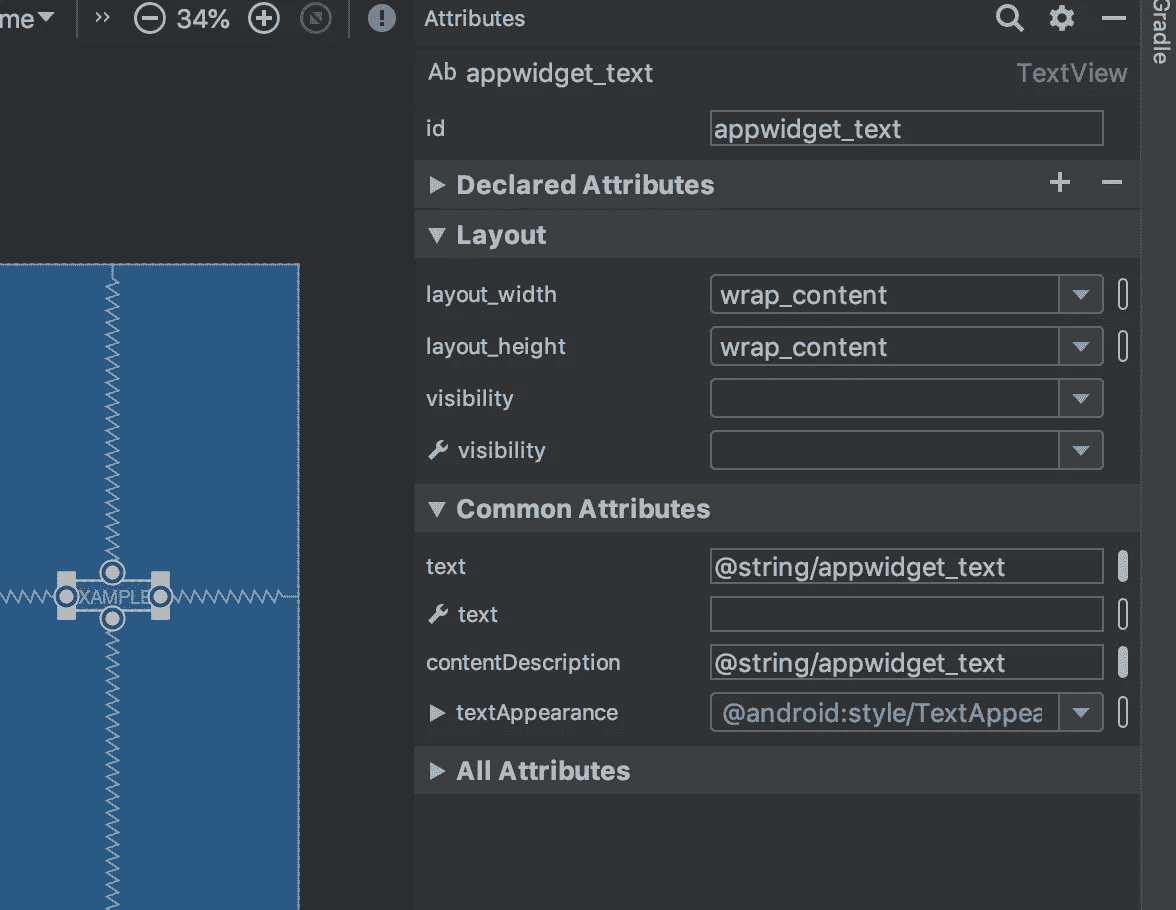 me >> 34% Attributes
Gradle
Ab appwidget_text TextView
id appwidget_text
Declared Attributes
Layout
layout_width wrap_content
layout_height wrap_content
visibility
visibility
Common Attributes
text @string/appwidget_text
text
contentDescription @string/appwidget_text
textAppearance @android:style/TextAppea
All Attributes
XAMPLE